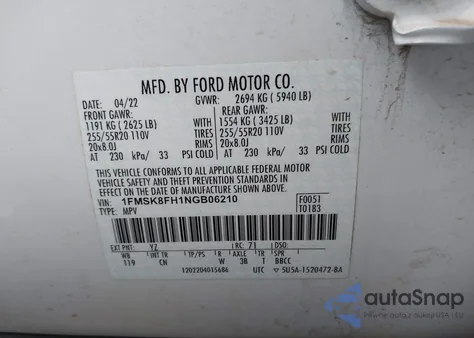 MFD. BY FORD MOTOR CO.
DATE: 04/22 GVWR: 2694 KG ( 5940 LB)
FRONT GAWR: REAR GAWR:
1191 KG ( 2625 LB) WITH 1554 KG ( 3425 LB) WITH
255/55R20 110V TIRES 255/55R20 110V TIRES
20x8.0J RIMS 20x8.0J RIMS
AT 230 kPa/ 33 PSI COLD AT 230 kPa/ 33 PSI COLD
THIS VEHICLE CONFORMS TO ALL APPLICABLE FEDERAL MOTOR
VEHICLE SAFETY AND BUMPER STANDARDS IN EFFECT ON THE
DATE OF MANUFACTURE SHOWN ABOVE.
VIN: 1FMSK8FH1NGB06210 F0051
TYPE: MPV T0183
EXT PNT: YZ RC: 71 DSO:
WB INT TR TP/PS R AXLE TR SPR
119 CN W 3B T BBCC
1202204015686 UTC 5U5A-1520472-BA
autoSnap